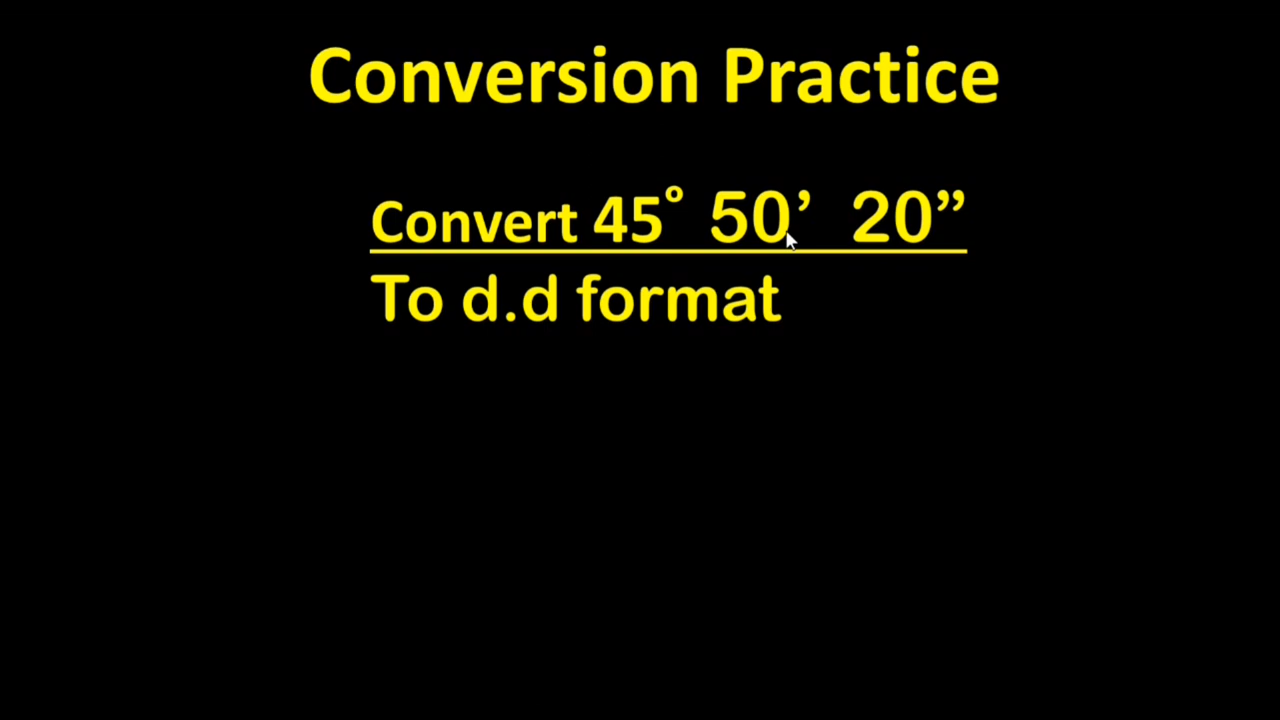 Conversion Practice
Convert 45° 50’ 20”
To d.d format